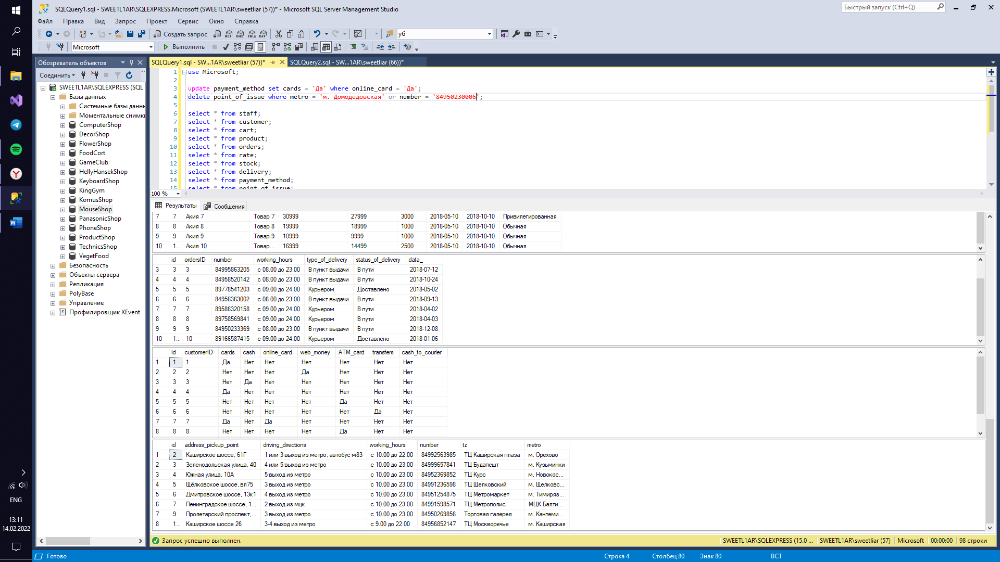 SQLQuery1.sql - SWEETL1AR\SQLEXPRESS.Microsoft (SWEETL1AR\sweetliar (57))* - Microsoft SQL Server Management Studio
Быстрый запуск (Ctrl+Q)
Файл Правка Вид Запрос Проект Сервис Окно Справка
Создать запрос MDX DMX XMLA DAX у6
Microsoft Выполнить
Обозреватель объектов
Соединить
SWEETL1AR\SQLEXPRESS (SQL
Базы данных
Системные базы данн
Моментальные снимки
ComputerShop
DecorShop
FlowerShop
FoodCort
GameClub
HellyHansekShop
KeyboardShop
KingGym
KomusShop
MouseShop
PanasonicShop
PhoneShop
ProductShop
TechnicsShop
VegetFood
Безопасность
Объекты сервера
Репликация
PolyBase
Управление
Профилировщик XEvent
SQLQuery1.sql - SW...1AR\sweetliar (57))* SQLQuery2.sql - SW...1AR\sweetliar (66))*
1 use Microsoft;
2
3 update payment_method set cards = 'Да' where online_card = 'Да';
4 delete point_of_issue where metro = 'м. Домодедовская' or number = '84950230006';
5
6 select * from staff;
7 select * from customer;
8 select * from cart;
9 select * from product;
10 select * from orders;
11 select * from rate;
12 select * from stock;
13 select * from delivery;
14 select * from payment_method;
15 select * from point_of_issue;
100 %
Результаты Сообщения
7 7 Акия 7 Товар 7 30999 27999 3000 2018-05-10 2018-10-10 Привилегированная
8 8 Акия 8 Товар 8 19999 18999 1000 2018-05-10 2018-10-10 Обычная
9 9 Акия 9 Товар 9 10999 9999 1000 2018-05-10 2018-10-10 Обычная
10 1... Акия 10 Товар... 16999 14499 2500 2018-05-10 2018-10-10 Обычная
id ordersID number working_hours type_of_delivery status_of_delivery data_
3 3 3 84995863205 с 08.00 до 23.00 В пункт выдачи В пути 2018-07-12
4 4 4 84958520142 с 08.00 до 23.00 В пункт выдачи В пути 2018-10-24
5 5 5 89778541203 с 09.00 до 24.00 Курьером Доставлено 2018-05-02
6 6 6 84956363002 с 08.00 до 23.00 В пункт выдачи В пути 2018-09-13
7 7 7 89586320158 с 09.00 до 24.00 Курьером В пути 2018-04-02
8 8 8 89758569841 с 09.00 до 24.00 Курьером В пути 2018-04-03
9 9 9 84950233369 с 08.00 до 23.00 В пункт выдачи В пути 2018-12-08
10 1... 10 89166587415 с 09.00 до 24.00 Курьером Доставлено 2018-01-06
id customerID cards cash online_card web_money ATM_card transfers cash_to_courier
1 1 1 Да Нет Нет Нет Нет Нет Нет
2 2 2 Нет Нет Нет Да Нет Нет Нет
3 3 3 Нет Да Нет Нет Нет Нет Нет
4 4 4 Да Нет Нет Нет Нет Нет Нет
5 5 5 Нет Нет Нет Нет Да Нет Нет
6 6 6 Нет Нет Нет Нет Нет Да Нет
7 7 7 Да Нет Да Нет Нет Нет Нет
8 8 8 Нет Нет Нет Нет Да Нет Нет
id address_pickup_point driving_directions working_hours number tz metro
1 2 Каширское шоссе, 61Г 1 или 3 выход из метро, автобус м83 с 10.00 до 22.00 84992563985 ТЦ Каширская плаза м. Орехово
2 3 Зеленодольская улица, 40 4 или 5 выход из метро с 10.00 до 23.00 84999657841 ТЦ Будапешт м. Кузьминки
3 4 Южная улица, 10А 5 выход из метро с 10.00 до 23.00 84952369852 ТЦ Курс м. Новокос...
4 5 Щёлковское шоссе, вл75 3 выход из метро с 10.00 до 23.00 84991236598 ТЦ Щелковский м. Щелковс...
5 6 Дмитровское шоссе, 13к1 4 выход из метро с 10.00 до 23.00 84951254875 ТЦ Метромаркет м. Тимиряз...
6 7 Ленинградское шоссе, 1... 2 выход из мцк с 10.00 до 23.00 84991598571 ТЦ Метрополис МЦК Балти...
7 9 Пролетарский проспект,... 3 выход из метро с 10.00 до 23.00 84950269856 Торговая галерея м. Кантеми...
8 1... Каширское шоссе 26 3-4 выход из метро с 9.00 до 22.00 84956852147 ТЦ Москворечье м. Каширская
Запрос успешно выполнен. SWEETL1AR\SQLEXPRESS (15.0 ... SWEETL1AR\sweetliar (57) Microsoft 00:00:00 98 строки
Готово Строка 4 Столбец 80 Знак 80 ВСТ
ENG
13:11
14.02.2022